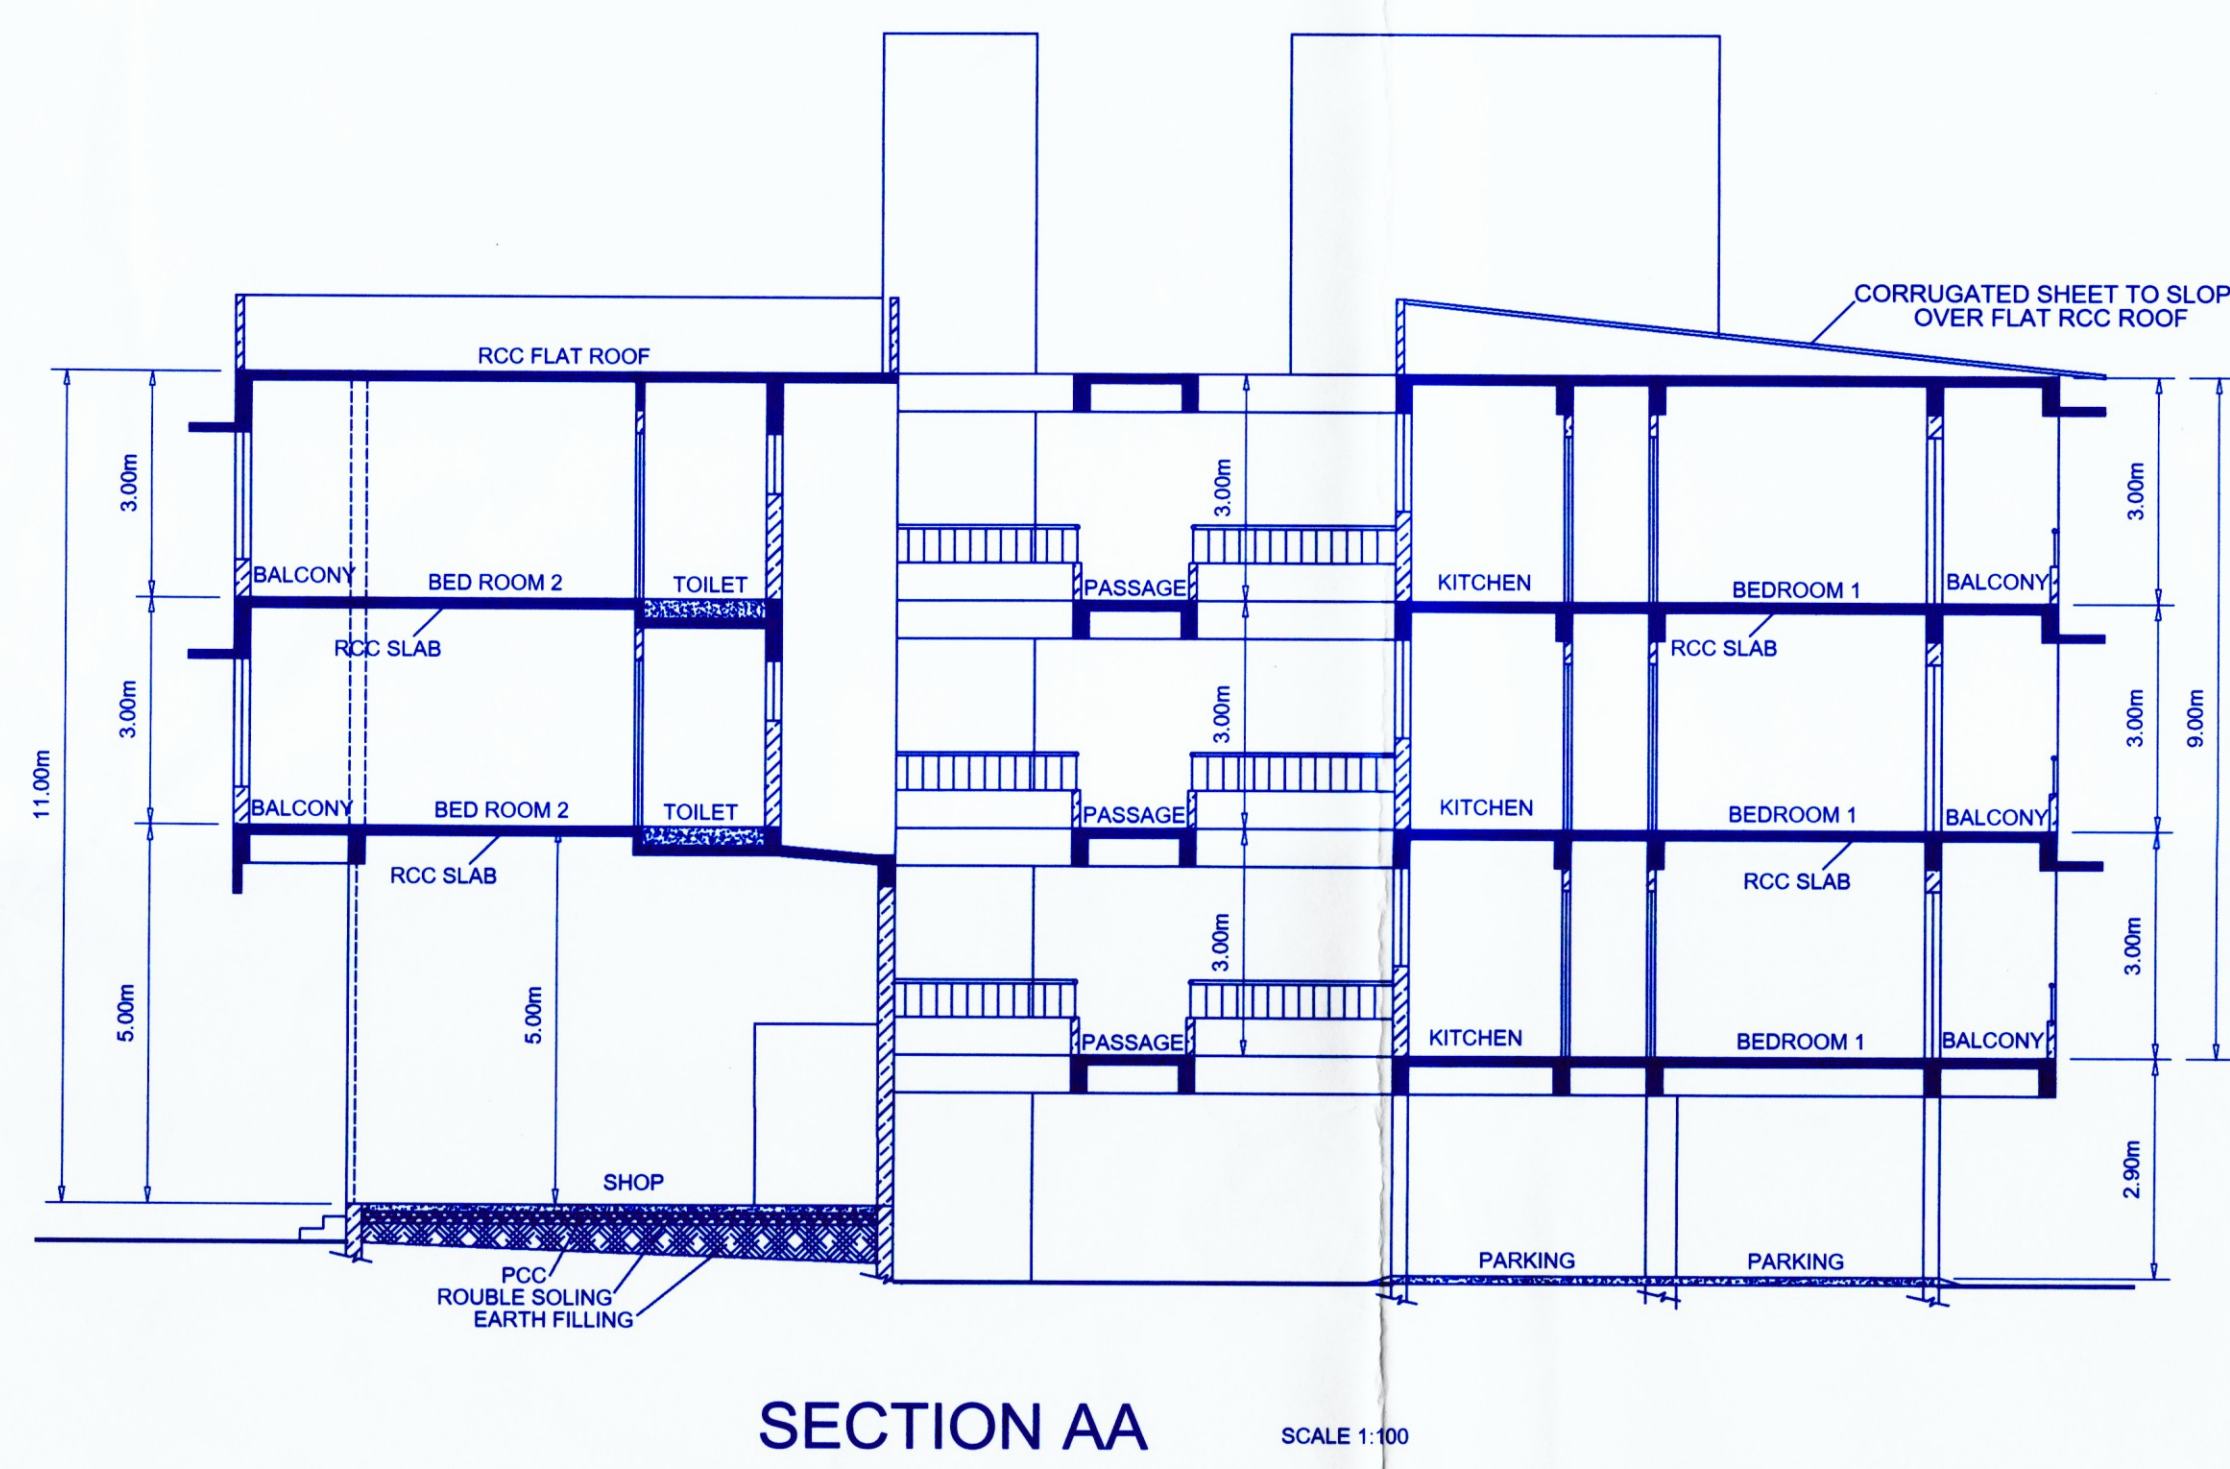 CORRUGATED SHEET TO SLOP
OVER FLAT RCC ROOF
RCC FLAT ROOF
3.00m
3.00m
3.00m
BALCONY
BED ROOM 2
TOILET
PASSAGE
KITCHEN
BEDROOM 1
BALCONY
RCC SLAB
RCC SLAB
11.00m
3.00m
3.00m
3.00m
9.00m
BALCONY
BED ROOM 2
TOILET
PASSAGE
KITCHEN
BEDROOM 1
BALCONY
RCC SLAB
RCC SLAB
5.00m
5.00m
3.00m
3.00m
PASSAGE
KITCHEN
BEDROOM 1
BALCONY
SHOP
2.90m
PARKING
PARKING
PCC
ROUBLE SOLING
EARTH FILLING
SECTION AA
SCALE 1:100